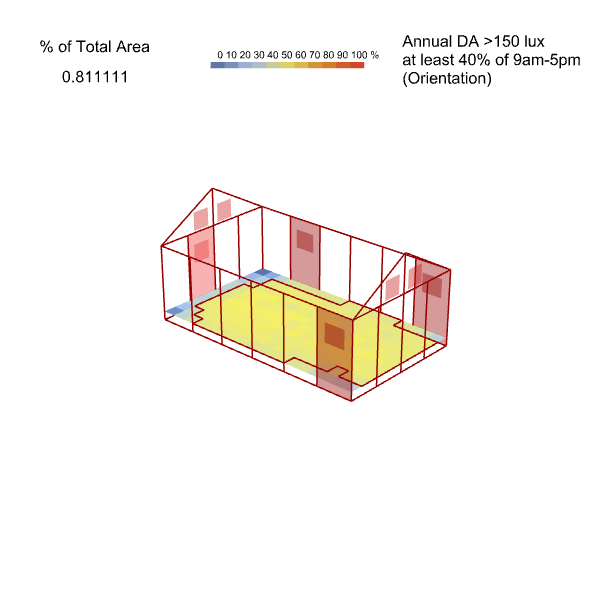 % of Total Area
0.811111
0 10 20 30 40 50 60 70 80 90 100 %
Annual DA >150 lux
at least 40% of 9am-5pm
(Orientation)